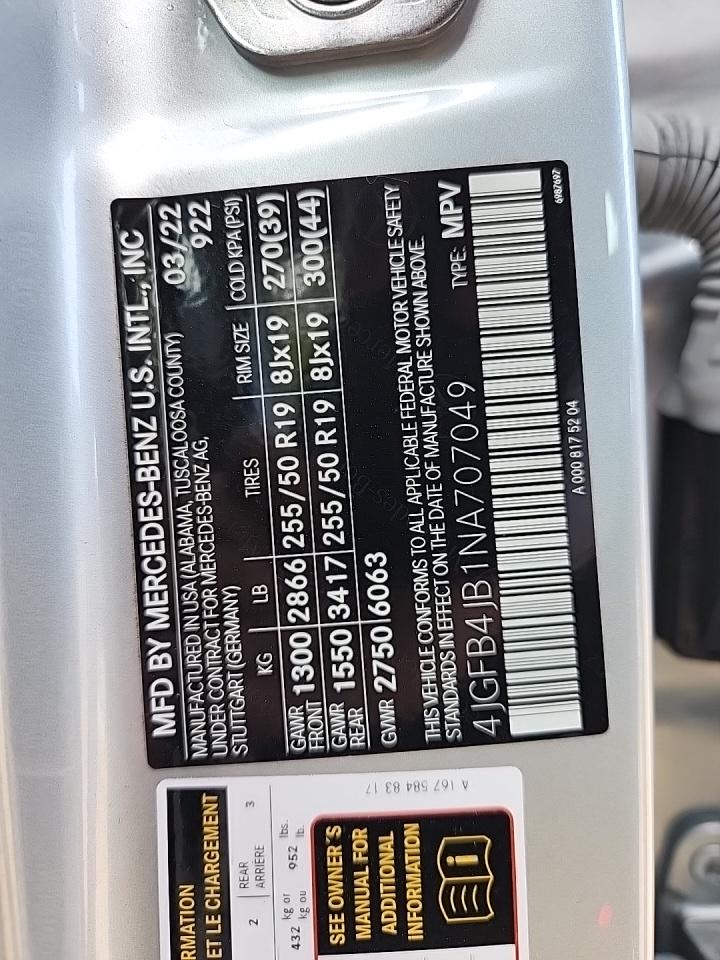 MFD BY MERCEDES-BENZ U.S. INTL., INC
MANUFACTURED IN USA (ALABAMA, TUSCALOOSA COUNTY) 03/22
UNDER CONTRACT FOR MERCEDES-BENZ AG, 922
STUTTGART (GERMANY)
KG LB TIRES RIM SIZE COLD KPA (PSI)
GAWR FRONT 1300 2866 255/50 R19 8Jx19 270(39)
GAWR REAR 1550 3417 255/50 R19 8Jx19 300(44)
GVWR 2750 6063
THIS VEHICLE CONFORMS TO ALL APPLICABLE FEDERAL MOTOR VEHICLE SAFETY
STANDARDS IN EFFECT ON THE DATE OF MANUFACTURE SHOWN ABOVE.
4JGFB4JB1NA707049 TYPE: MPV
6987697
A 000 817 52 04
A 167 584 83 17
RMATION
ET LE CHARGEMENT
2 REAR 3
ARRIÈRE
432 kg or 952 lbs.
kg ou lb.
SEE OWNER'S
MANUAL FOR
ADDITIONAL
INFORMATION